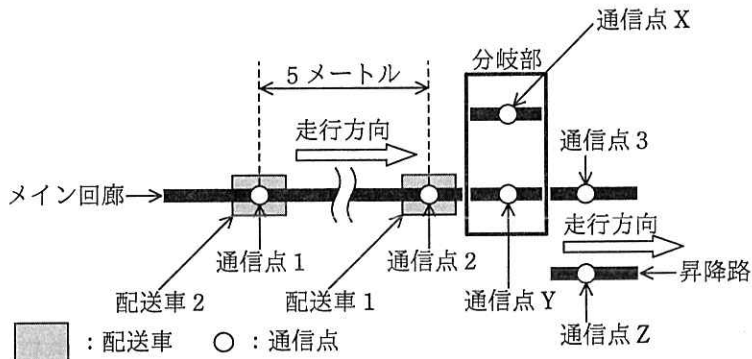 通信点 X
分岐部
5 メートル
走行方向
通信点 3
メイン回廊
走行方向
通信点 1
通信点 2
昇降路
配送車 2
配送車 1
通信点 Y
通信点 Z
：配送車 ：通信点